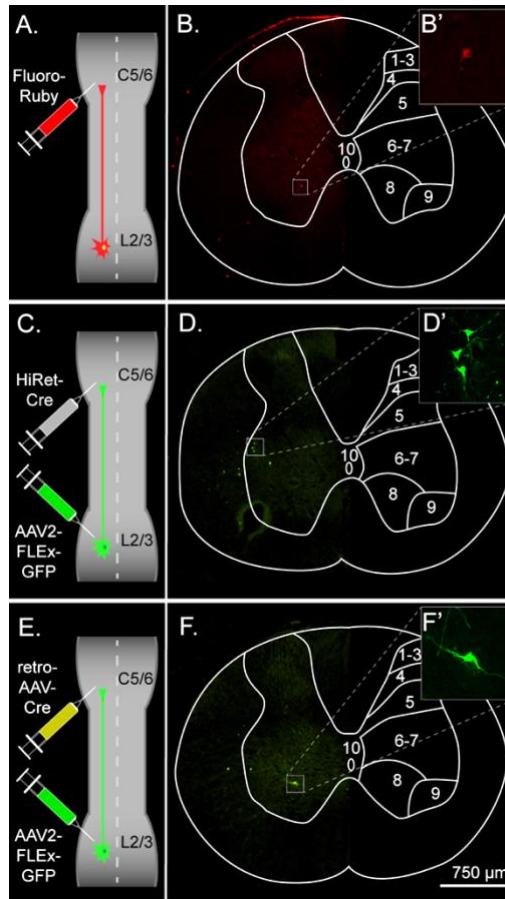 A.
Fluoro-
Ruby
C5/6
L2/3
B.
B'
1-3
4
5
10
0
6-7
8
9
C.
HiRet-
Cre
C5/6
AAV2-
FLEx-
GFP
L2/3
D.
D'
1-3
4
5
10
0
6-7
8
9
E.
retro-
AAV-
Cre
C5/6
AAV2-
FLEx-
GFP
L2/3
F.
F'
1-3
4
5
10
0
6-7
8
9
750 µm